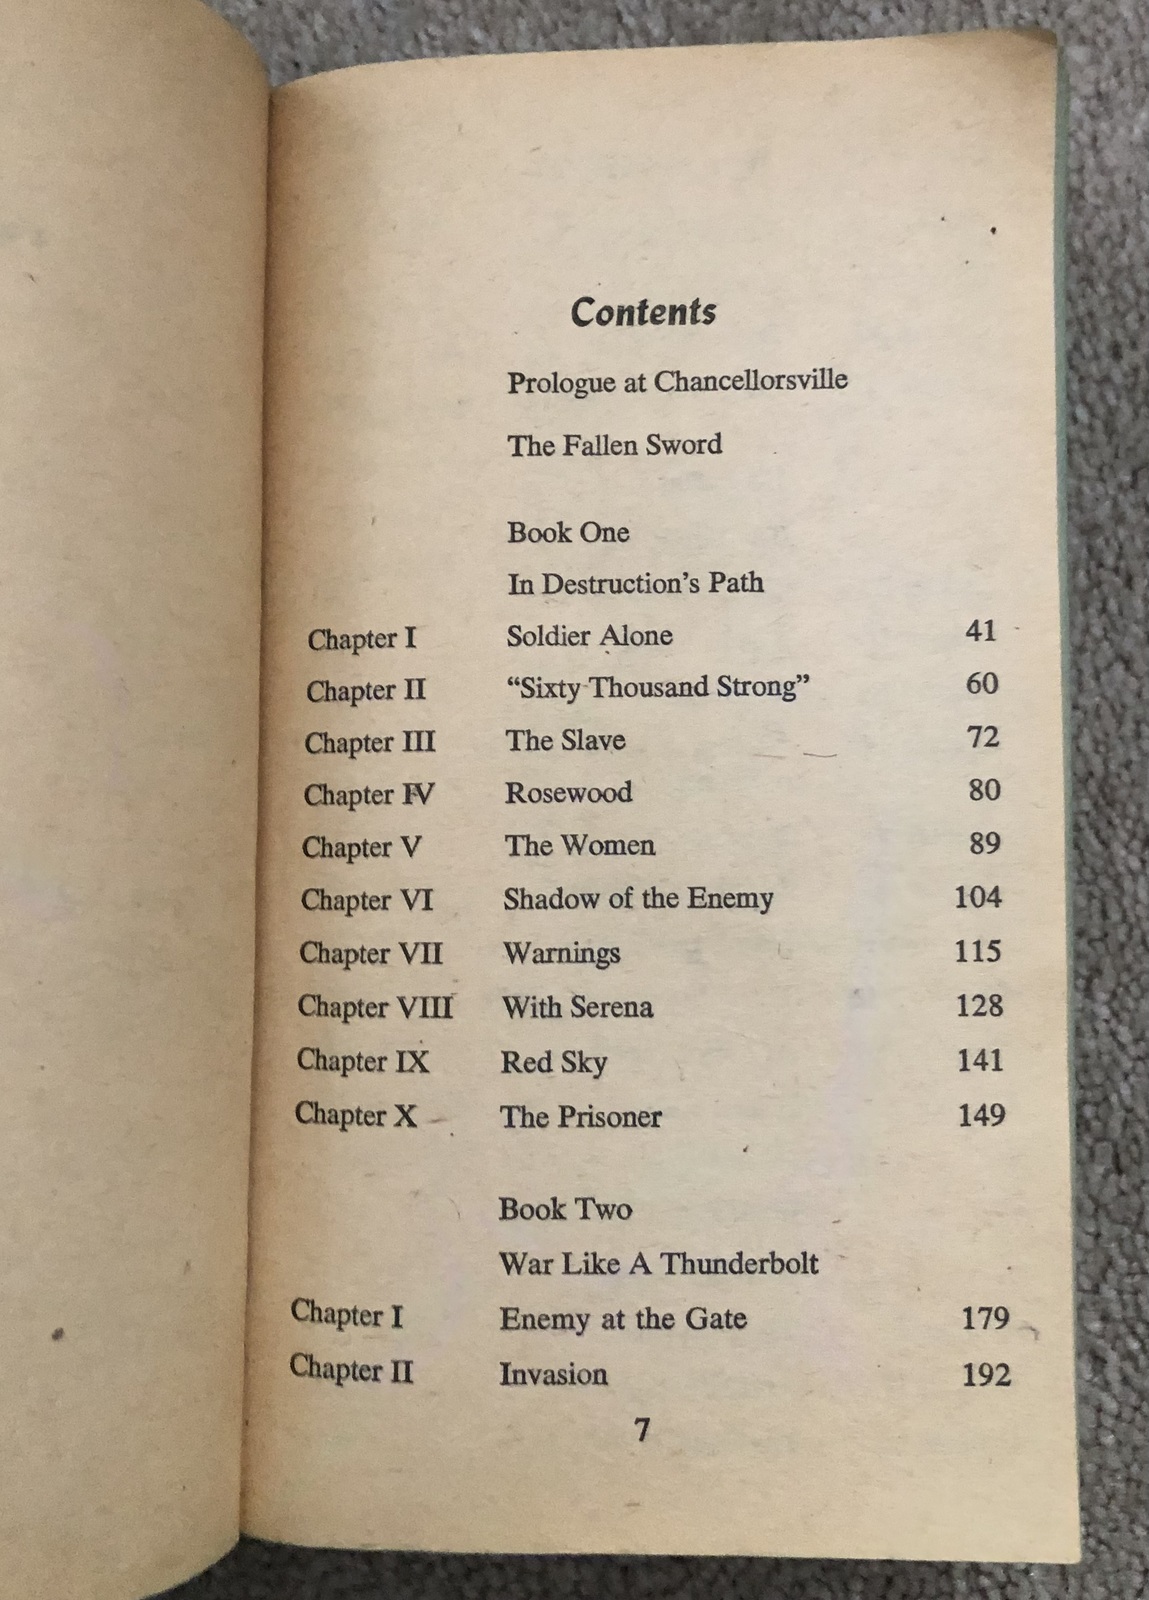 Contents
Prologue at Chancellorsville
The Fallen Sword
Book One
In Destruction's Path
Chapter I Soldier Alone 41
Chapter II “Sixty Thousand Strong” 60
Chapter III The Slave 72
Chapter IV Rosewood 80
Chapter V The Women 89
Chapter VI Shadow of the Enemy 104
Chapter VII Warnings 115
Chapter VIII With Serena 128
Chapter IX Red Sky 141
Chapter X The Prisoner 149
Book Two
War Like A Thunderbolt
Chapter I Enemy at the Gate 179
Chapter II Invasion 192
7